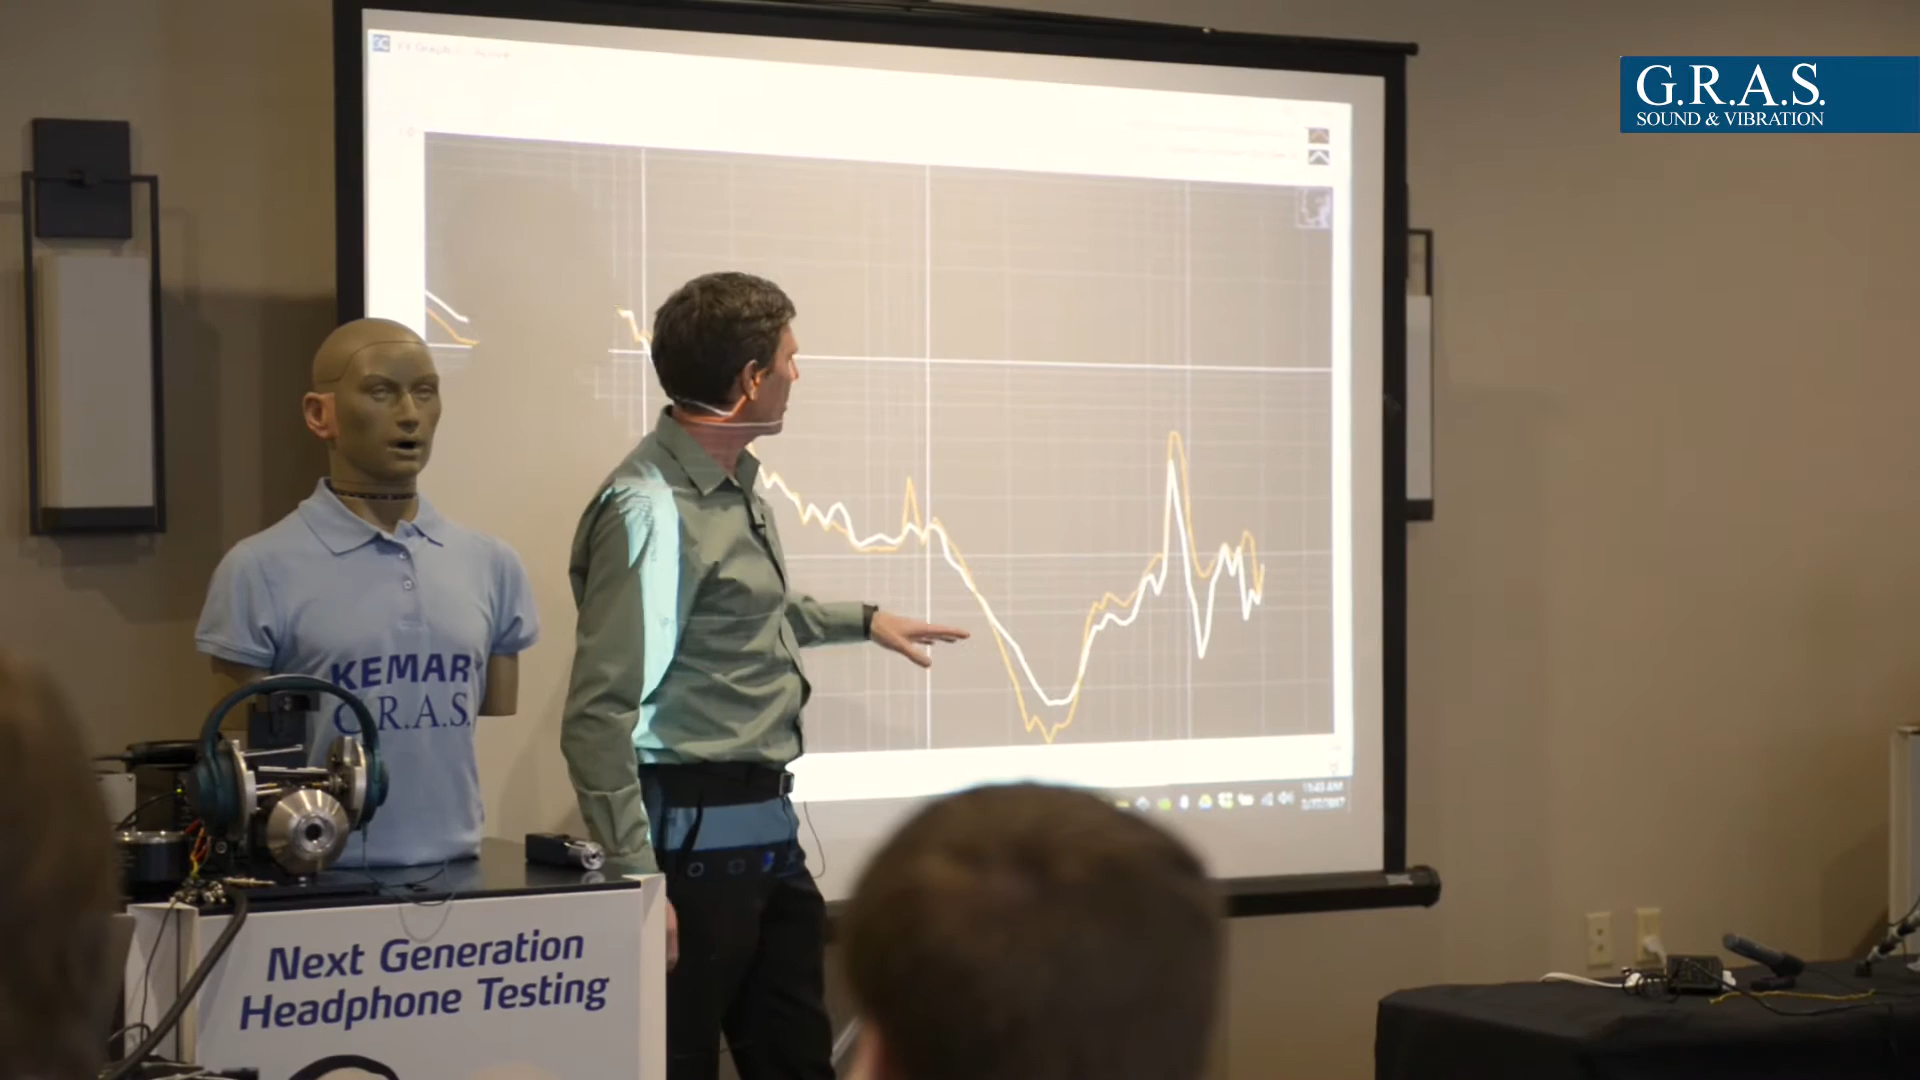 G.R.A.S.
SOUND & VIBRATION
KEMAR
G.R.A.S.
Next Generation
Headphone Testing